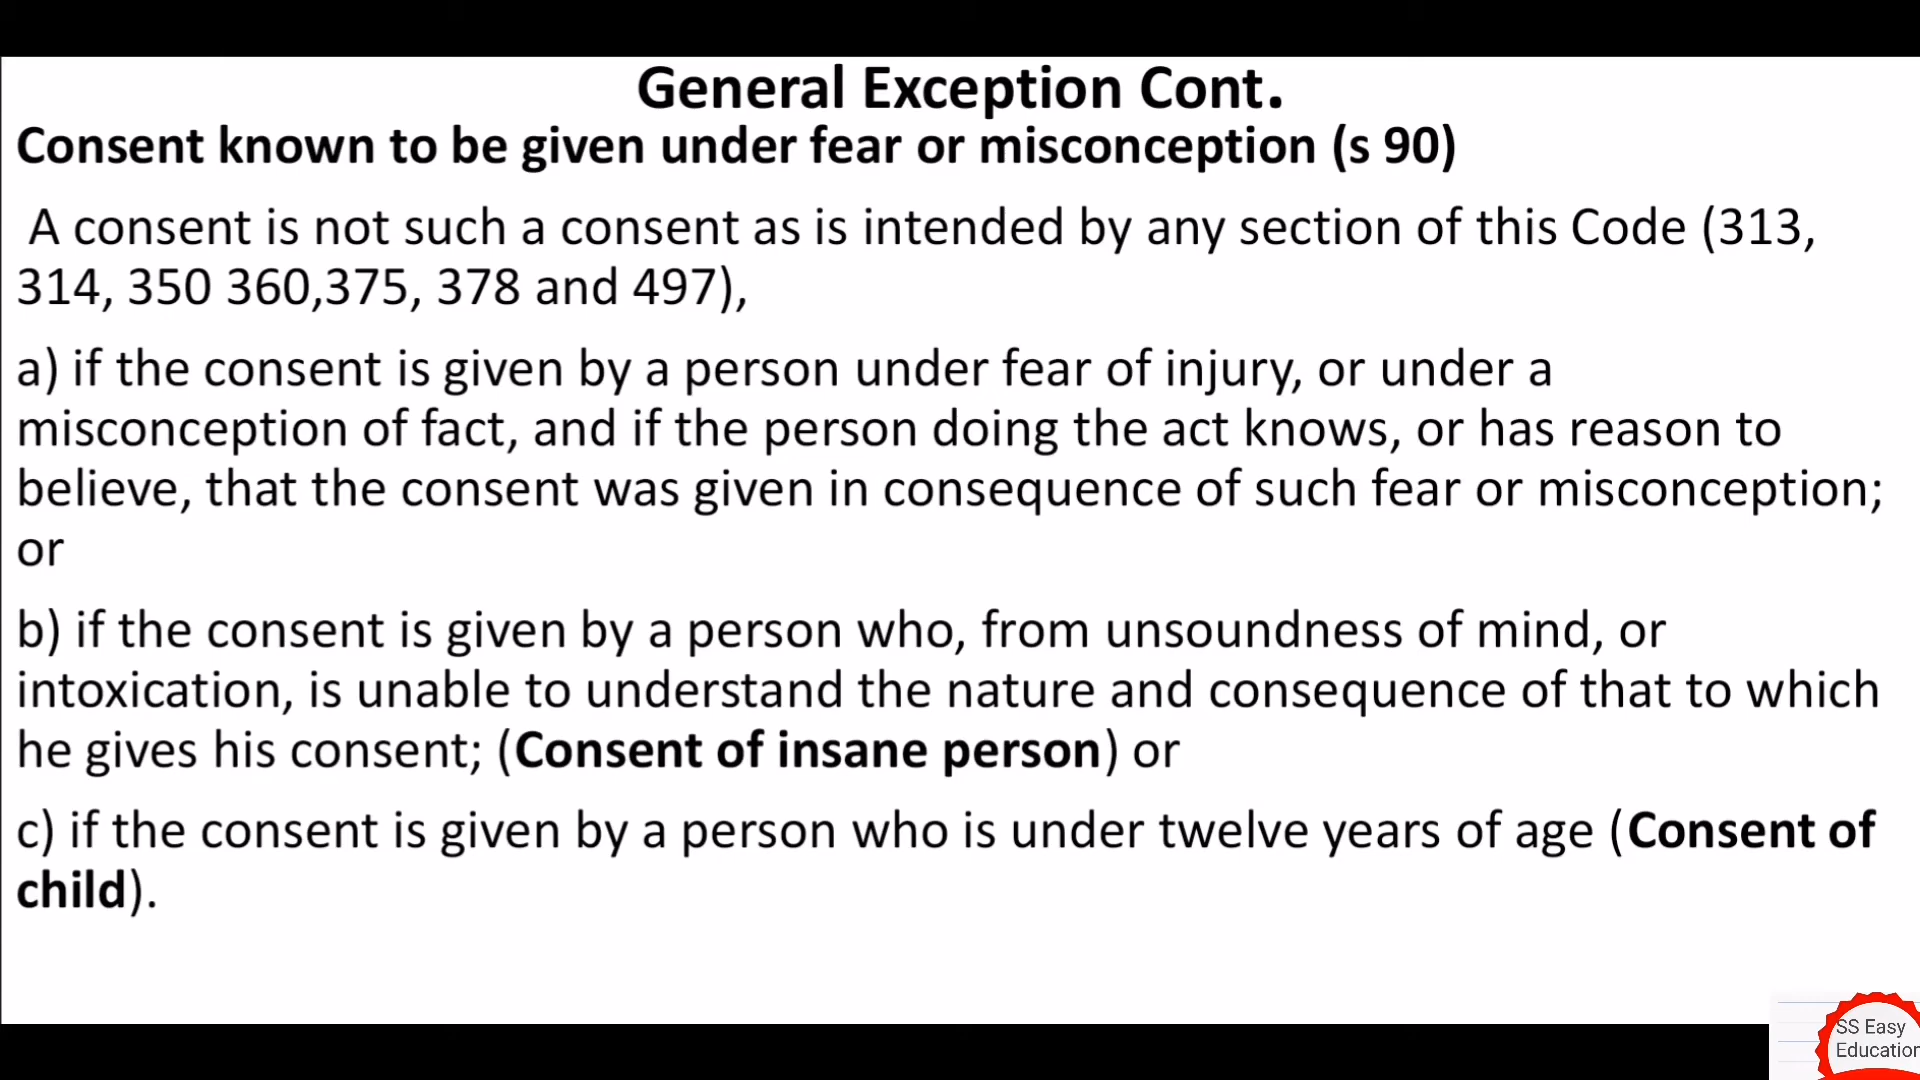 General Exception Cont.
Consent known to be given under fear or misconception (s 90)
A consent is not such a consent as is intended by any section of this Code (313,
314, 350 360,375, 378 and 497),
a) if the consent is given by a person under fear of injury, or under a
misconception of fact, and if the person doing the act knows, or has reason to
believe, that the consent was given in consequence of such fear or misconception;
or
b) if the consent is given by a person who, from unsoundness of mind, or
intoxication, is unable to understand the nature and consequence of that to which
he gives his consent; (Consent of insane person) or
c) if the consent is given by a person who is under twelve years of age (Consent of
child).
SS Easy
Education